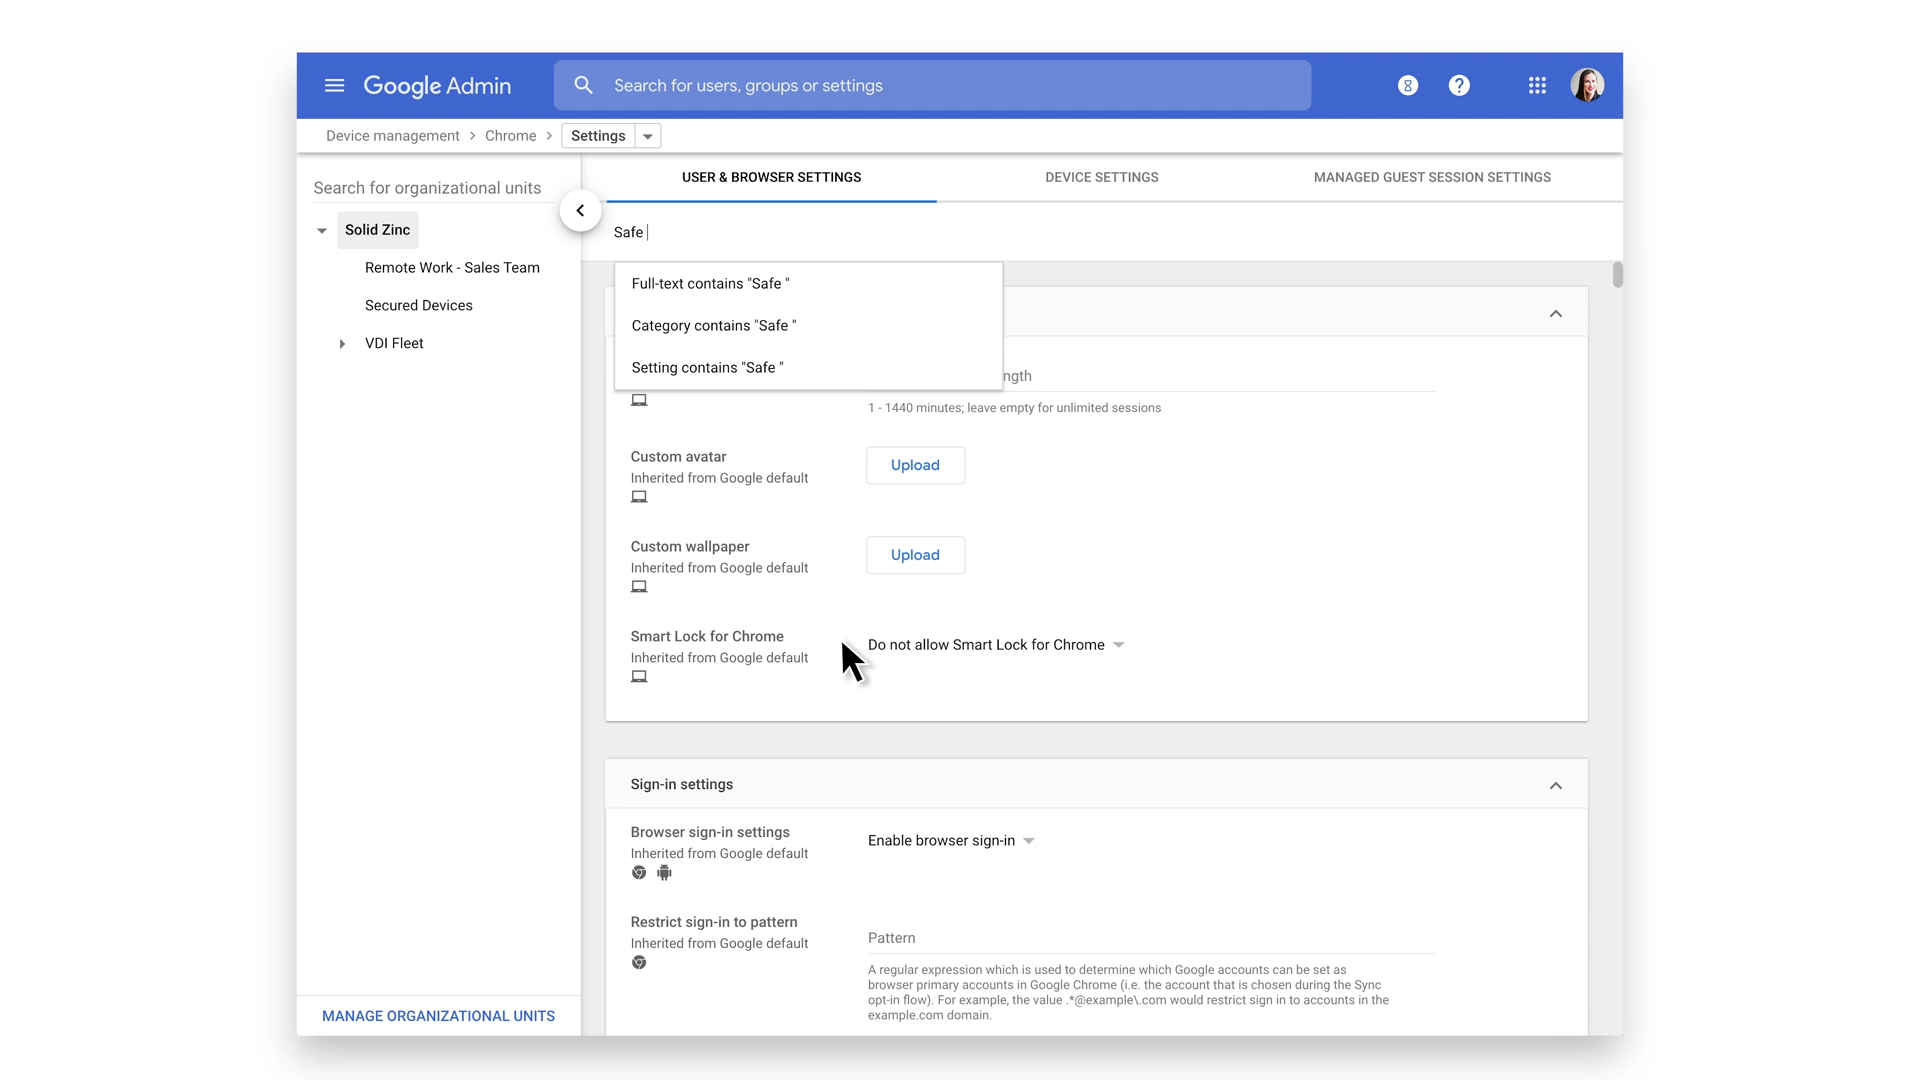 Google Admin
Search for users, groups or settings
Device management > Chrome > Settings
Search for organizational units
Solid Zinc
Remote Work - Sales Team
Secured Devices
VDI Fleet
MANAGE ORGANIZATIONAL UNITS
USER & BROWSER SETTINGS
DEVICE SETTINGS
MANAGED GUEST SESSION SETTINGS
Safe
Full-text contains "Safe "
Category contains "Safe "
Setting contains "Safe "
ngth
1 - 1440 minutes; leave empty for unlimited sessions
Custom avatar
Inherited from Google default
Upload
Custom wallpaper
Inherited from Google default
Upload
Smart Lock for Chrome
Inherited from Google default
Do not allow Smart Lock for Chrome
Sign-in settings
Browser sign-in settings
Inherited from Google default
Enable browser sign-in
Restrict sign-in to pattern
Inherited from Google default
Pattern
A regular expression which is used to determine which Google accounts can be set as
browser primary accounts in Google Chrome (i.e. the account that is chosen during the Sync
opt-in flow). For example, the value .*@example\.com would restrict sign in to accounts in the
example.com domain.